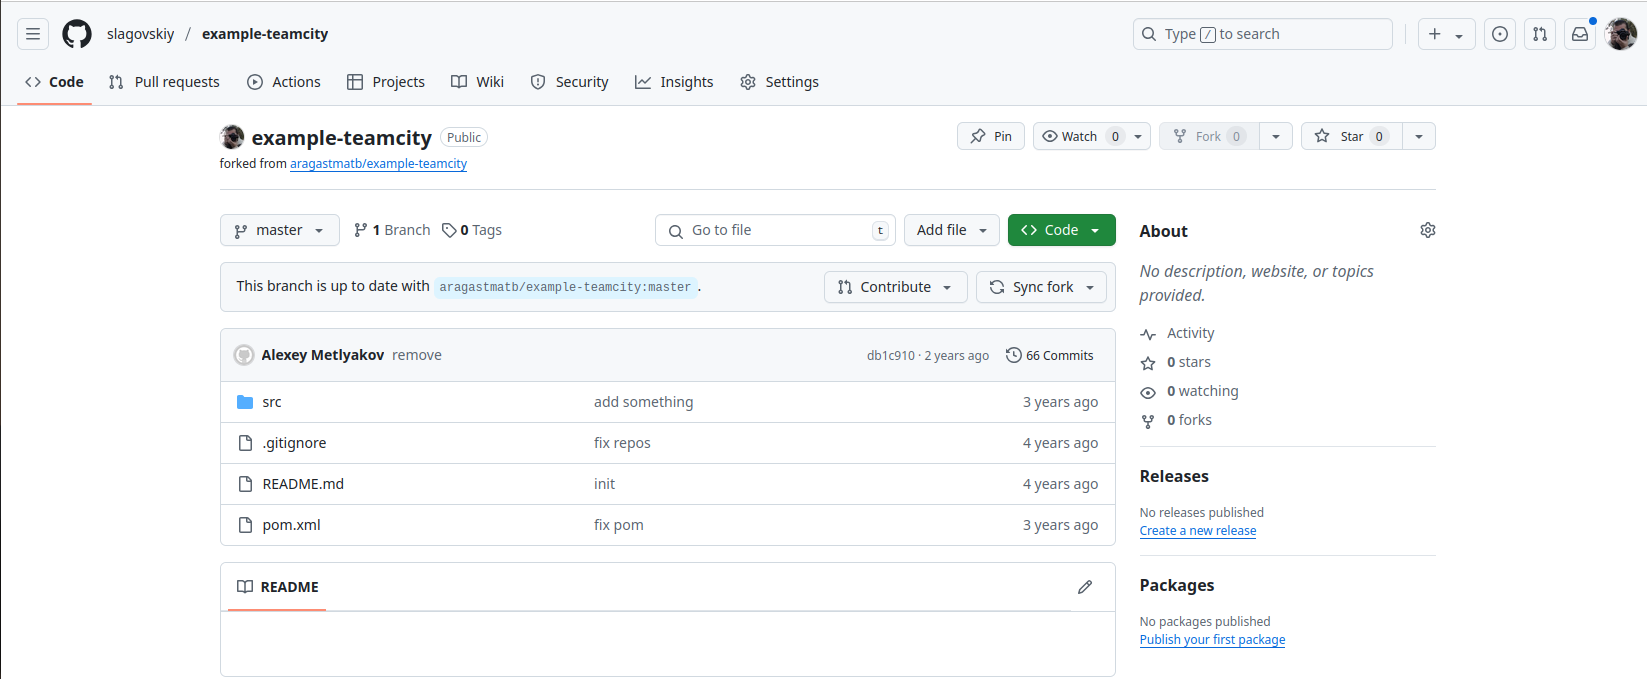 slagovskiy / example-teamcity
Type / to search
Code
Pull requests
Actions
Projects
Wiki
Security
Insights
Settings
example-teamcity Public
Pin
Watch 0
Fork 0
Star 0
forked from aragastmatb/example-teamcity
master
1 Branch
0 Tags
Go to file t
Add file
Code
This branch is up to date with aragastmatb/example-teamcity:master .
Contribute
Sync fork
Alexey Metlyakov remove
db1c910 · 2 years ago
66 Commits
src add something 3 years ago
.gitignore fix repos 4 years ago
README.md init 4 years ago
pom.xml fix pom 3 years ago
README
About
No description, website, or topics
provided.
Activity
0 stars
0 watching
0 forks
Releases
No releases published
Create a new release
Packages
No packages published
Publish your first package